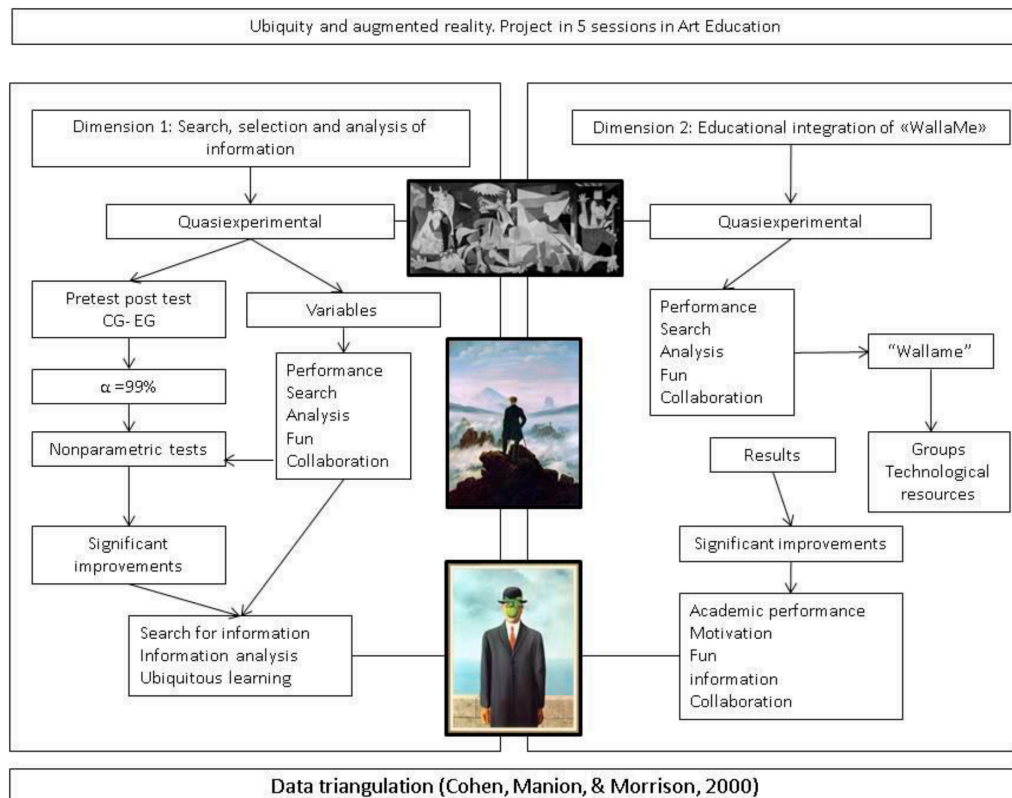 Ubiquity and augmented reality. Project in 5 sessions in Art Education
Dimension 1: Search, selection and analysis of
information
Quasiexperimental
Pretest post test
CG- EG
α =99%
Nonparametric tests
Significant
improvements
Variables
Performance
Search
Analysis
Fun
Collaboration
Search for information
Information analysis
Ubiquitous learning
Dimension 2: Educational integration of «WallaMe»
Quasiexperimental
Performance
Search
Analysis
Fun
Collaboration
“Wallame”
Groups
Technological
resources
Results
Significant improvements
Academic performance
Motivation
Fun
information
Collaboration
Data triangulation (Cohen, Manion, & Morrison, 2000)